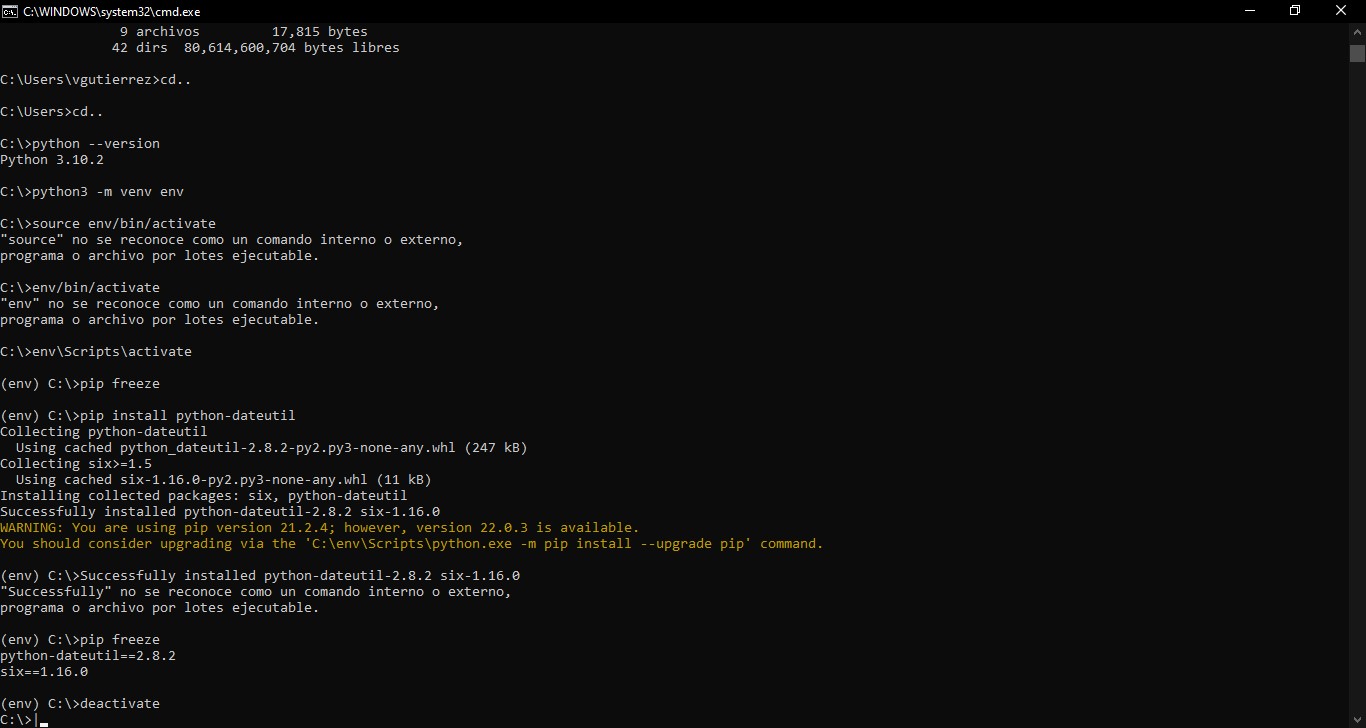 C:\WINDOWS\system32\cmd.exe
9 archivos 17,815 bytes
42 dirs 80,614,600,704 bytes libres
C:\Users\vgutierrez>cd..
C:\Users>cd..
C:\>python --version
Python 3.10.2
C:\>python3 -m venv env
C:\>source env/bin/activate
"source" no se reconoce como un comando interno o externo,
programa o archivo por lotes ejecutable.
C:\>env/bin/activate
"env" no se reconoce como un comando interno o externo,
programa o archivo por lotes ejecutable.
C:\>env\Scripts\activate
(env) C:\>pip freeze
(env) C:\>pip install python-dateutil
Collecting python-dateutil
Using cached python_dateutil-2.8.2-py2.py3-none-any.whl (247 kB)
Collecting six>=1.5
Using cached six-1.16.0-py2.py3-none-any.whl (11 kB)
Installing collected packages: six, python-dateutil
Successfully installed python-dateutil-2.8.2 six-1.16.0
WARNING: You are using pip version 21.2.4; however, version 22.0.3 is available.
You should consider upgrading via the 'C:\env\Scripts\python.exe -m pip install --upgrade pip' command.
(env) C:\>Successfully installed python-dateutil-2.8.2 six-1.16.0
"Successfully" no se reconoce como un comando interno o externo,
programa o archivo por lotes ejecutable.
(env) C:\>pip freeze
python-dateutil==2.8.2
six==1.16.0
(env) C:\>deactivate
C:\>